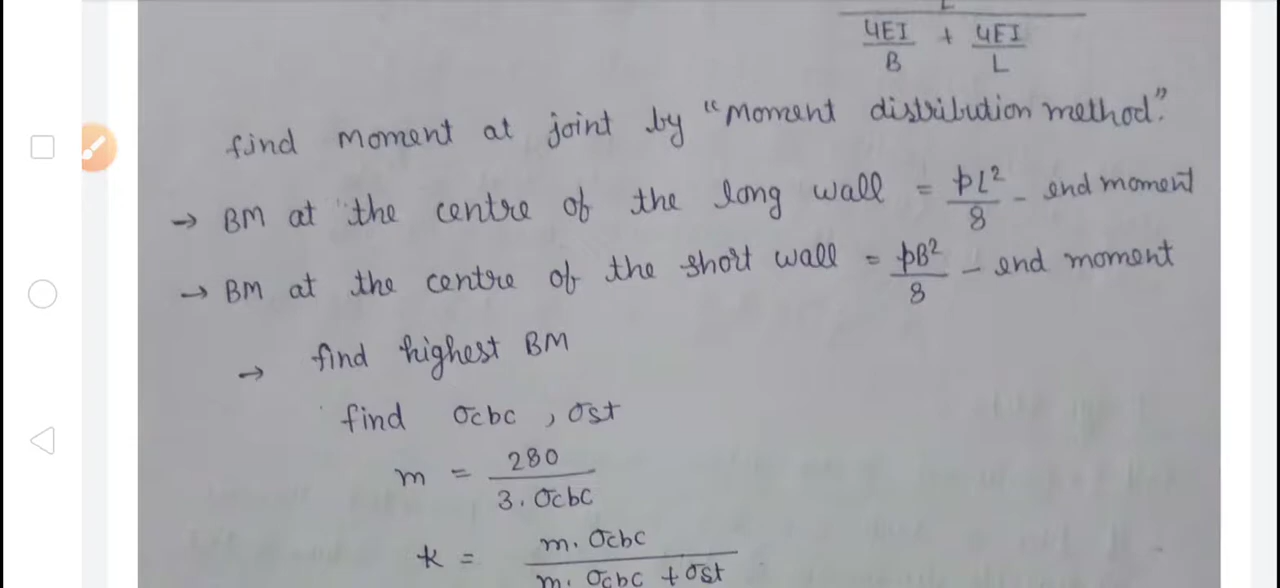 L
4EI/B + 4EI/L
find moment at joint by "moment distribution method".
→ BM at the centre of the long wall = pL²/8 - end moment
→ BM at the centre of the short wall = pB²/8 - end moment
→ find highest BM
find σcbc , σst
m = 280/3.σcbc
k = m.σcbc/m.σcbc + σst